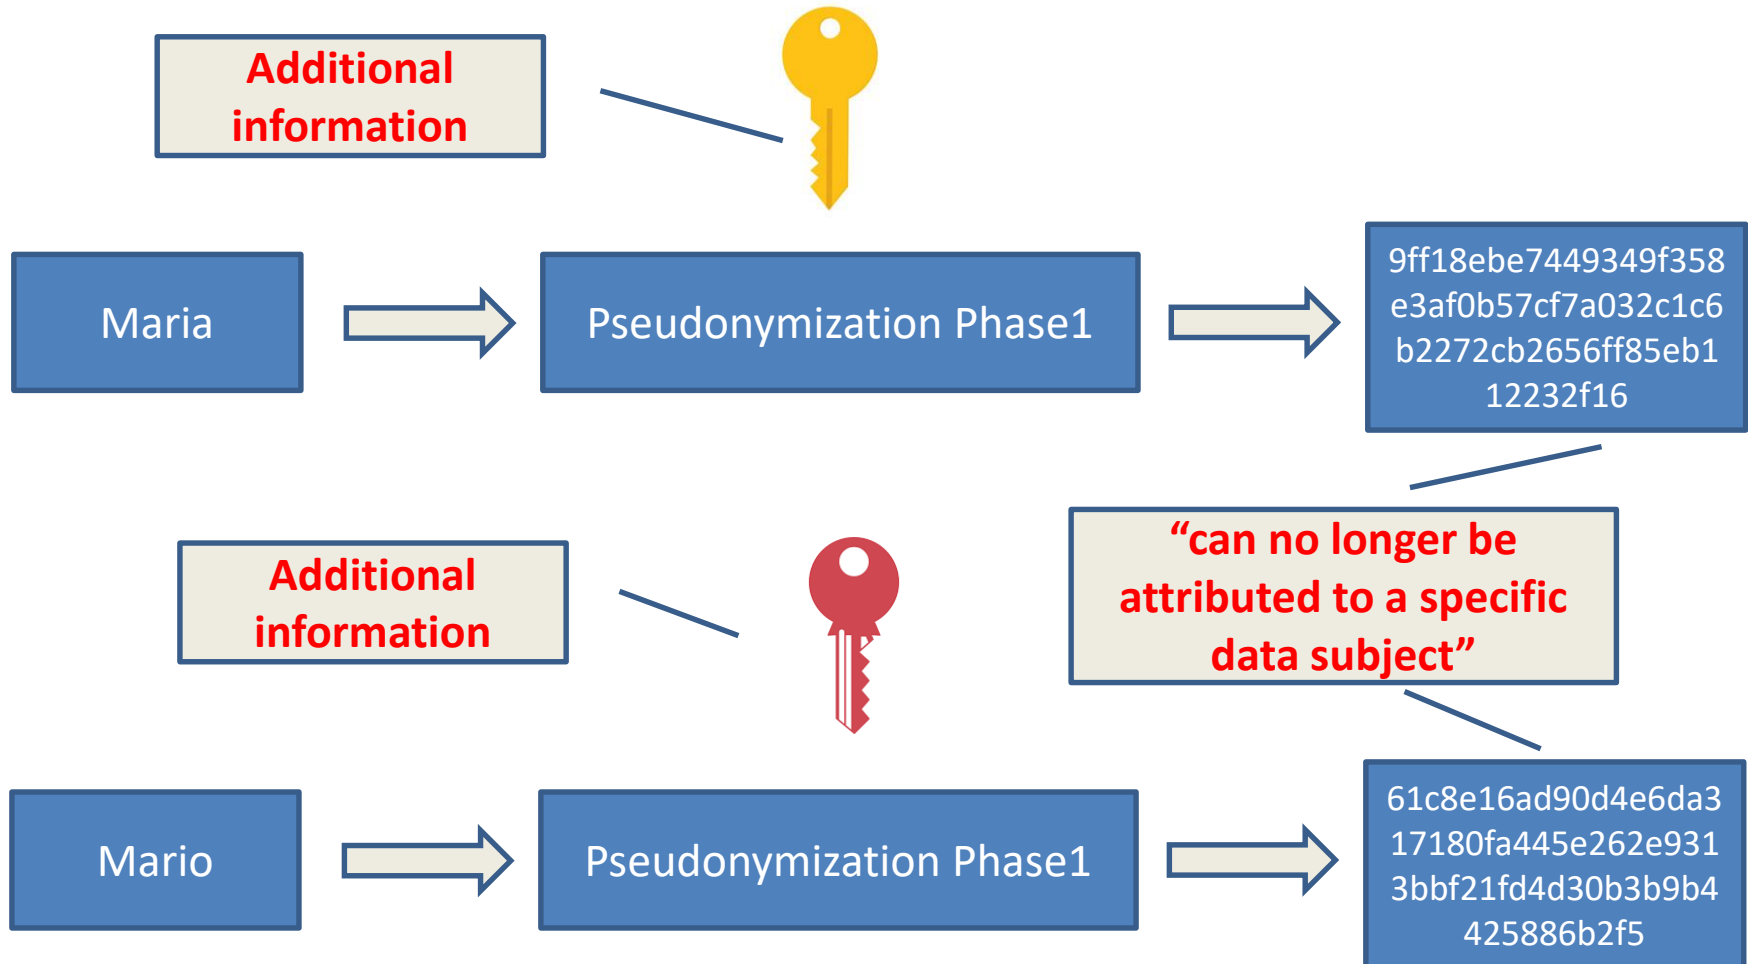 Additional
information
Maria
Pseudonymization Phase1
9ff18ebe7449349f358
e3af0b57cf7a032c1c6
b2272cb2656ff85eb1
12232f16
Additional
information
“can no longer be
attributed to a specific
data subject”
Mario
Pseudonymization Phase1
61c8e16ad90d4e6da3
17180fa445e262e931
3bbf21fd4d30b3b9b4
425886b2f5